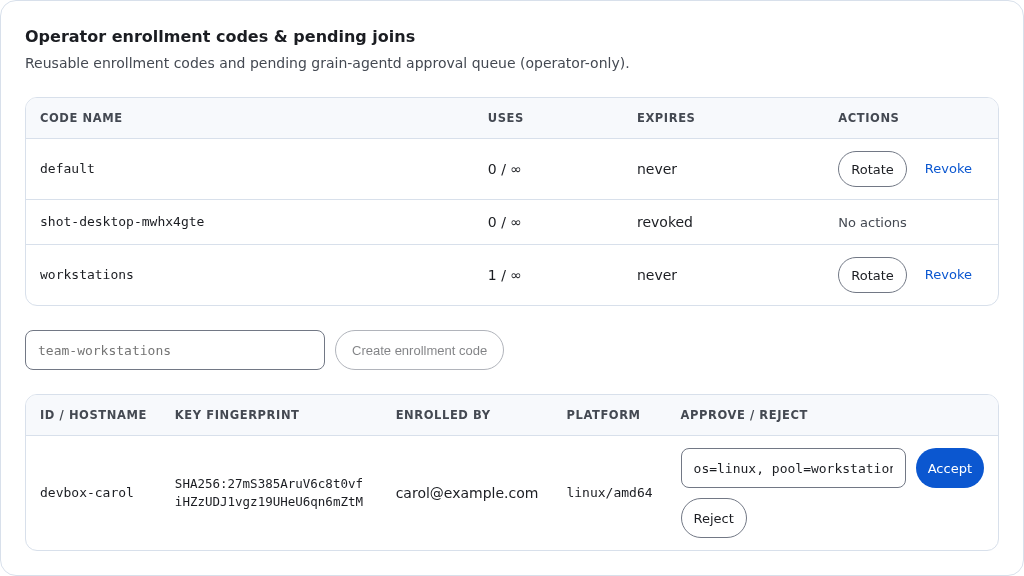 Operator enrollment codes & pending joins
Reusable enrollment codes and pending grain-agentd approval queue (operator-only).
CODE NAME USES EXPIRES ACTIONS
default 0 / ∞ never Rotate Revoke
shot-desktop-mwhx4gte 0 / ∞ revoked No actions
workstations 1 / ∞ never Rotate Revoke
team-workstations Create enrollment code
ID / HOSTNAME KEY FINGERPRINT ENROLLED BY PLATFORM APPROVE / REJECT
os=linux, pool=workstation Accept
devbox-carol SHA256:27mS385AruV6c8t0vf carol@example.com linux/amd64
iHZzUDJ1vgz19UHeU6qn6mZtM
Reject